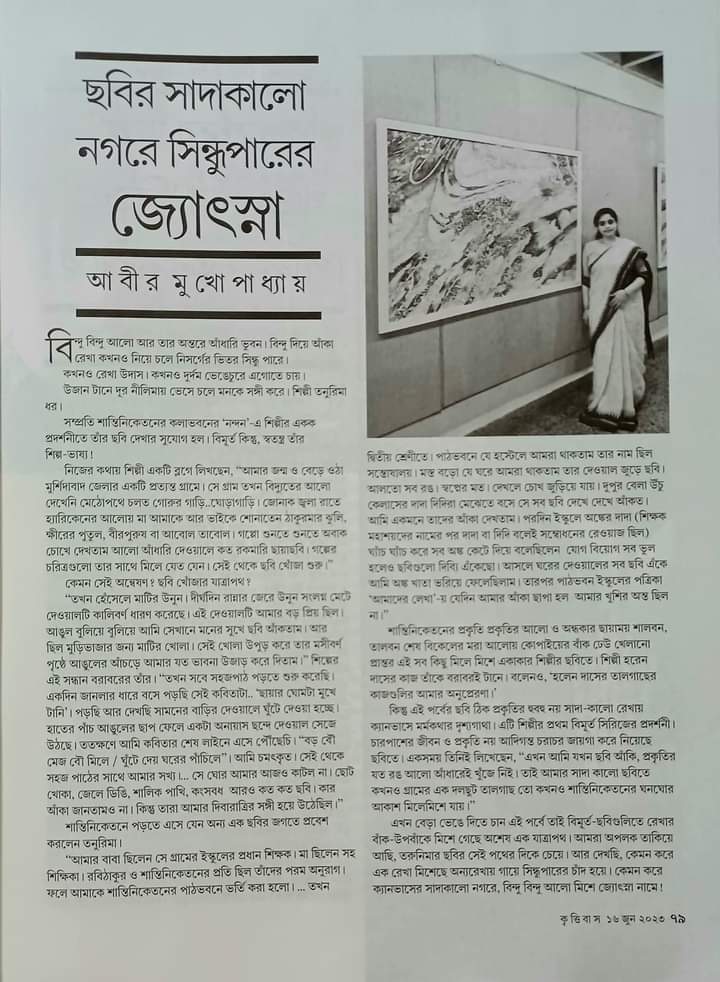 ছবির সাদাকালো
নগরে সিন্ধুপারের
জ্যোৎস্না
আবীর মুখোপাধ্যায়
বিন্দু বিন্দু আলো আর তার অন্তরে আঁধারি ভুবন। বিন্দু দিয়ে আঁকা
রেখা কখনও নিয়ে চলে নিসর্গের ভিতর সিন্ধু পারে।
কখনও রেখা উদাস। কখনও দুর্দম ভেঙেচুরে এগোতে চায়।
উজান টানে দূর নীলিমায় ভেসে চলে মনকে সঙ্গী করে। শিল্পী তনুরিমা
ধর।
সম্প্রতি শান্তিনিকেতনের কলাভবনের ‘নন্দন’-এ শিল্পীর একক
প্রদর্শনীতে তাঁর ছবি দেখার সুযোগ হল। বিমূর্ত কিন্তু, স্বতন্ত্র তাঁর
শিল্প-ভাষ্য!
নিজের কথায় শিল্পী একটি ব্লগে লিখছেন, “আমার জন্ম ও বেড়ে ওঠা
মুর্শিদাবাদ জেলার একটি প্রত্যন্ত গ্রামে। সে গ্রাম তখন বিদ্যুতের আলো
দেখেনি মেঠোপথে চলত গোরুর গাড়ি..ঘোড়াগাড়ি। জোনাক জ্বলা রাতে
হ্যারিকেনের আলোয় মা আমাকে আর ভাইকে শোনাতেন ঠাকুরমার ঝুলি,
ক্ষীরের পুতুল, বীরপুরুষ বা আবোল তাবোল। গপ্পো শুনতে শুনতে অবাক
চোখে দেখতাম আলো আঁধারি দেওয়ালে কত রকমারি ছায়াছবি। গল্পের
চরিত্রগুলো তার সাথে মিলে যেত যেন। সেই থেকে ছবি খোঁজা শুরু।”
কেমন সেই অন্বেষণ? ছবি খোঁজার যাত্রাপথ?
“তখন হেঁসেলে মাটির উনুন। দীর্ঘদিন রান্নার জেরে উনুন সংলগ্ন মেটে
দেওয়ালটি কালিবর্ণ ধারণ করেছে। এই দেওয়ালটি আমার বড় প্রিয় ছিল।
আঙুল বুলিয়ে বুলিয়ে আমি সেখানে মনের সুখে ছবি আঁকতাম। আর
ছিল মুড়িভাজার জন্য মাটির খোলা। সেই খোলা উপুড় করে তার মসীবর্ণ
পৃষ্ঠে আঙুলের আঁচড়ে আমার যত ভাবনা উজাড় করে দিতাম।” শিল্পের
এই সন্ধান বরাবরের তাঁর। “তখন সবে সহজপাঠ পড়তে শুরু করেছি।
একদিন জানলার ধারে বসে পড়ছি সেই কবিতাটা.. ‘ছায়ার ঘোমটা মুখে
টানি’। পড়ছি আর দেখছি সামনের বাড়ির দেওয়ালে ঘুঁটে দেওয়া হচ্ছে।
হাতের পাঁচ আঙুলের ছাপ ফেলে একটা অনায়াস ছন্দে দেওয়াল সেজে
উঠছে। ততক্ষণে আমি কবিতার শেষ লাইনে এসে পৌঁছেচি। “বড় বৌ
মেজ বৌ মিলে / ঘুঁটে দেয় ঘরের পাঁচিলে”। আমি চমৎকৃত। সেই থেকে
সহজ পাঠের সাথে আমার সখ্য।... সে ঘোর আমার আজও কাটল না। ছোট
খোকা, জেলে ডিঙি, শালিক পাখি, কংসবধ আরও কত কত ছবি। কার
আঁকা জানতামও না। কিন্তু তারা আমার দিবারাত্রির সঙ্গী হয়ে উঠেছিল।”
শান্তিনিকেতনে পড়তে এসে যেন অন্য এক ছবির জগতে প্রবেশ
করলেন তনুরিমা।
“আমার বাবা ছিলেন সে গ্রামের ইস্কুলের প্রধান শিক্ষক। মা ছিলেন সহ
শিক্ষিকা। রবিঠাকুর ও শান্তিনিকেতনের প্রতি ছিল তাঁদের পরম অনুরাগ।
ফলে আমাকে শান্তিনিকেতনের পাঠভবনে ভর্তি করা হলো। ... তখন
দ্বিতীয় শ্রেণীতে। পাঠভবনে যে হস্টেলে আমরা থাকতাম তার নাম ছিল
সন্তোষালয়। মস্ত বড়ো যে ঘরে আমরা থাকতাম তার দেওয়াল জুড়ে ছবি।
আলতো সব রঙ। স্বপ্নের মত। দেখলে চোখ জুড়িয়ে যায়। দুপুর বেলা উঁচু
কেলাসের দাদা দিদিরা মেঝেতে বসে সে সব ছবি দেখে দেখে আঁকত।
আমি একমনে তাদের আঁকা দেখতাম। পরদিন ইস্কুলে অঙ্কের দাদা (শিক্ষক
মহাশয়দের নামের পর দাদা বা দিদি বলেই সম্বোধনের রেওয়াজ ছিল)
ঘ্যাঁচ ঘ্যাঁচ করে সব অঙ্ক কেটে দিয়ে বলেছিলেন যোগ বিয়োগ সব ভুল
হলেও ছবিগুলো দিব্যি এঁকেছো। আসলে ঘরের দেওয়ালের সব ছবি এঁকে
আমি অঙ্ক খাতা ভরিয়ে ফেলেছিলাম। তারপর পাঠভবন ইস্কুলের পত্রিকা
‘আমাদের লেখা’-য় যেদিন আমার আঁকা ছাপা হল আমার খুশির অন্ত ছিল
না।”
শান্তিনিকেতনের প্রকৃতি প্রকৃতির আলো ও অন্ধকার ছায়াময় শালবন,
তালবন শেষ বিকেলের মরা আলোয় কোপাইয়ের বাঁক ঢেউ খেলানো
প্রান্তর এই সব কিছু মিলে মিশে একাকার শিল্পীর ছবিতে। শিল্পী হরেন
দাসের কাজ তাঁকে বরাবরই টানে। বলেনও, ‘হলেন দাসের তালগাছের
কাজগুলির আমার অনুপ্রেরণা।’
কিন্তু এই পর্বের ছবি ঠিক প্রকৃতির হুবহু নয় সাদা-কালো রেখায়
ক্যানভাসে মর্মকথার দৃশ্যগাথা। এটি শিল্পীর প্রথম বিমূর্ত সিরিজের প্রদর্শনী।
চারপাশের জীবন ও প্রকৃতি নয় আদিগন্ত চরাচর জায়গা করে নিয়েছে
ছবিতে। একসময় তিনিই লিখেছেন, “এখন আমি যখন ছবি আঁকি, প্রকৃতির
যত রঙ আলো আঁধারেই খুঁজে নিই। তাই আমার সাদা কালো ছবিতে
কখনও গ্রামের এক দলছুট তালগাছ তো কখনও শান্তিনিকেতনের ঘনঘোর
আকাশ মিলেমিশে যায়।”
এখন বেড়া ভেঙে দিতে চান এই পর্বে তাই বিমূর্ত-ছবিগুলিতে রেখার
বাঁক-উপবাঁকে মিশে গেছে অশেষ এক যাত্রাপথ। আমরা অপলক তাকিয়ে
আছি, তরুনিমার ছবির সেই পথের দিকে চেয়ে। আর দেখছি, কেমন করে
এক রেখা মিশেছে অন্যরেখায় গায়ে সিন্ধুপারের চাঁদ হয়ে। কেমন করে
ক্যানভাসের সাদাকালো নগরে, বিন্দু বিন্দু আলো মিশে জ্যোৎস্না নামে!
কৃত্তিবাস ১৬ জুন ২০২৩ ৭৯